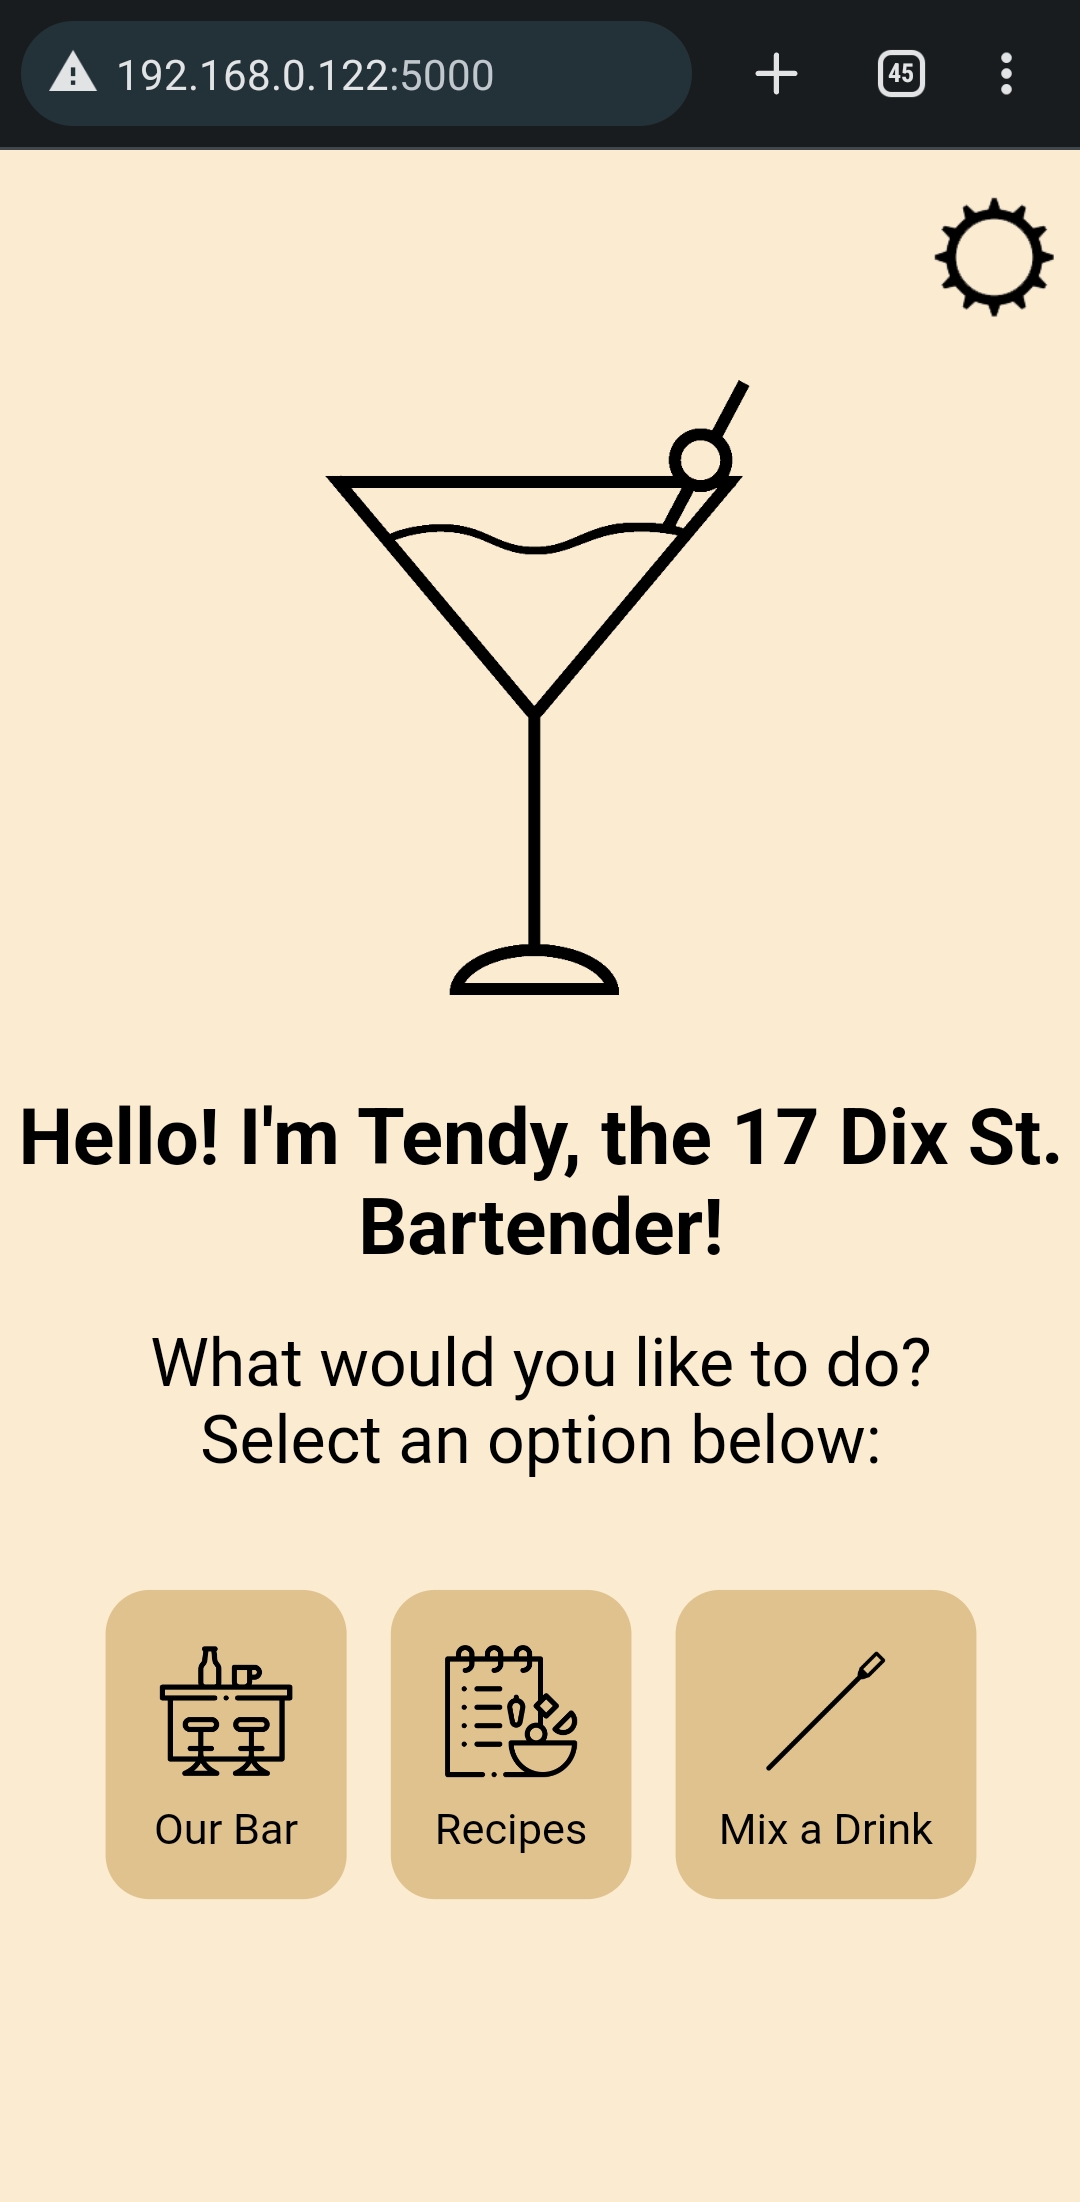 192.168.0.122:5000
45
Hello! I'm Tendy, the 17 Dix St.
Bartender!
What would you like to do?
Select an option below:
Our Bar
Recipes
Mix a Drink